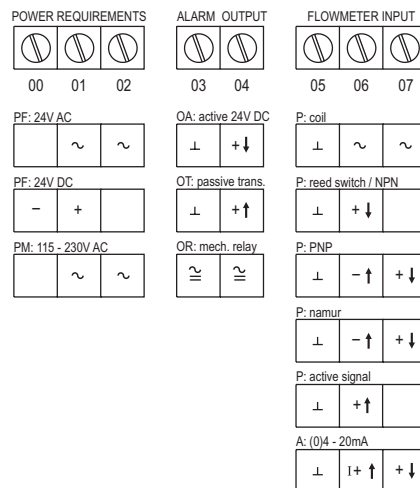 POWER REQUIREMENTS
00 01 02
PF: 24V AC
~ ~
PF: 24V DC
− +
PM: 115 - 230V AC
~ ~
ALARM OUTPUT
03 04
OA: active 24V DC
⊥ +↓
OT: passive trans.
⊥ +↑
OR: mech. relay
≅ ≅
FLOWMETER INPUT
05 06 07
P: coil
⊥ ~ ~
P: reed switch / NPN
⊥ +↓
P: PNP
⊥ −↑ +↓
P: namur
⊥ −↑ +↓
P: active signal
⊥ +↑
A: (0)4 - 20mA
⊥ I+ ↑ +↓